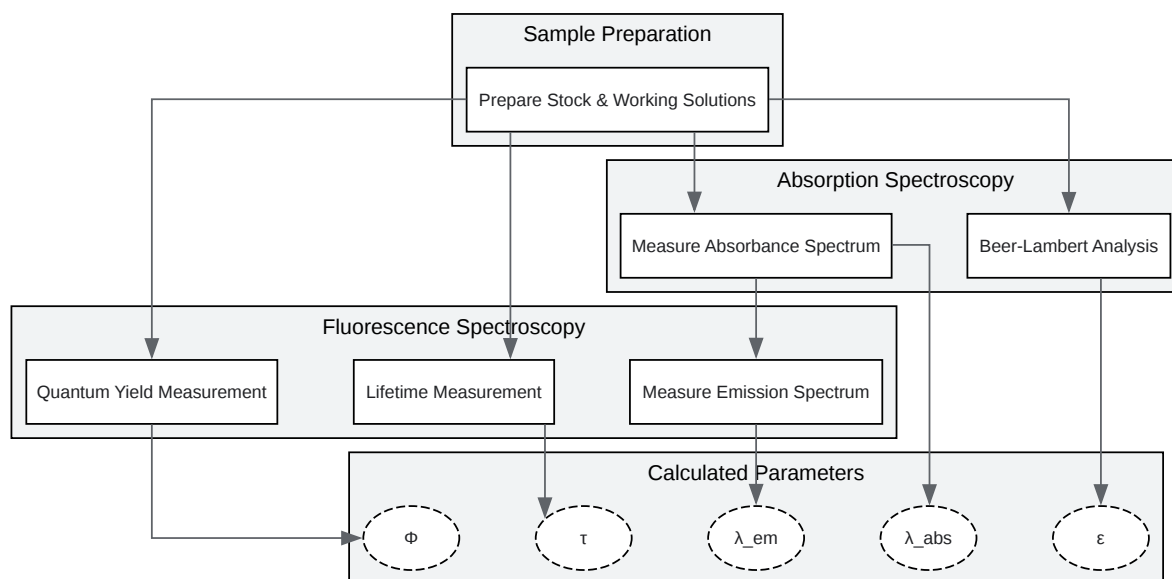 Sample Preparation
Prepare Stock & Working Solutions
Absorption Spectroscopy
Measure Absorbance Spectrum
Beer-Lambert Analysis
Fluorescence Spectroscopy
Quantum Yield Measurement
Lifetime Measurement
Measure Emission Spectrum
Calculated Parameters
Φ
τ
λ_em
λ_abs
ε